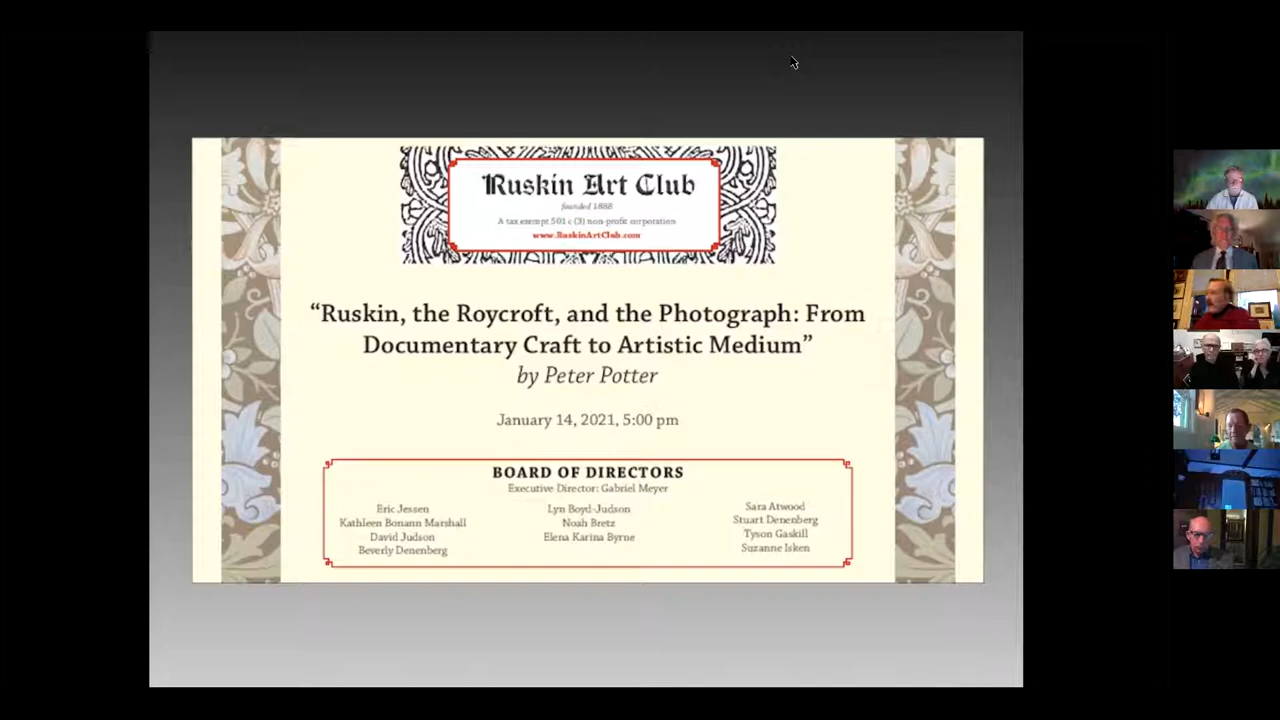 Ruskin Art Club
founded 1888
A tax exempt 501 c (3) non-profit corporation
www.RuskinArtClub.com
“Ruskin, the Roycroft, and the Photograph: From
Documentary Craft to Artistic Medium”
by Peter Potter
January 14, 2021, 5:00 pm
BOARD OF DIRECTORS
Executive Director: Gabriel Meyer
Eric Jessen
Kathleen Bonann Marshall
David Judson
Beverly Denenberg
Lyn Boyd-Judson
Noah Bretz
Elena Karina Byrne
Sara Atwood
Stuart Denenberg
Tyson Gaskill
Suzanne Isken